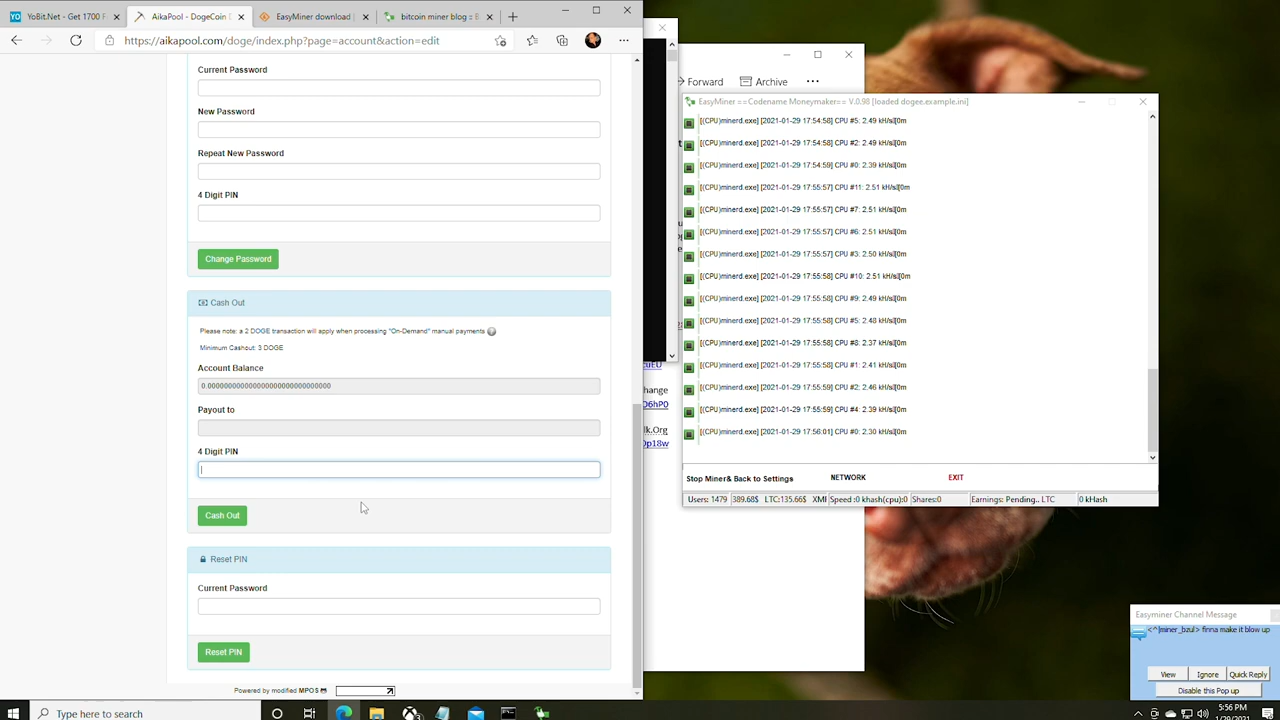 YoBit.Net - Get 1700 F
AikaPool - DogeCoin D
EasyMiner download |
bitcoin miner blog :: B
https://aikapool.com/doge/index.php?page=account&action=edit
Current Password
New Password
Repeat New Password
4 Digit PIN
Change Password
Cash Out
Please note: a 2 DOGE transaction will apply when processing "On-Demand" manual payments
Minimum Cashout: 3 DOGE
Account Balance
Payout to
4 Digit PIN
Cash Out
Reset PIN
Current Password
Reset PIN
Powered by modified MPOS
Forward
Archive
cuEU
change
D6hP0
lk.Org
Dp18w
EasyMiner ==Codename Moneymaker== V.0.98 [loaded dogee.example.ini]
[(CPU)minerd.exe] [2021-01-29 17:54:58] CPU #5: 2.49 kH/s[[0m
[(CPU)minerd.exe] [2021-01-29 17:54:58] CPU #2: 2.49 kH/s[[0m
[(CPU)minerd.exe] [2021-01-29 17:54:59] CPU #0: 2.39 kH/s[[0m
[(CPU)minerd.exe] [2021-01-29 17:55:57] CPU #11: 2.51 kH/s[[0m
[(CPU)minerd.exe] [2021-01-29 17:55:57] CPU #7: 2.51 kH/s[[0m
[(CPU)minerd.exe] [2021-01-29 17:55:57] CPU #6: 2.51 kH/s[[0m
[(CPU)minerd.exe] [2021-01-29 17:55:57] CPU #3: 2.50 kH/s[[0m
[(CPU)minerd.exe] [2021-01-29 17:55:58] CPU #10: 2.51 kH/s[[0m
[(CPU)minerd.exe] [2021-01-29 17:55:58] CPU #9: 2.49 kH/s[[0m
[(CPU)minerd.exe] [2021-01-29 17:55:58] CPU #5: 2.48 kH/s[[0m
[(CPU)minerd.exe] [2021-01-29 17:55:58] CPU #8: 2.37 kH/s[[0m
[(CPU)minerd.exe] [2021-01-29 17:55:58] CPU #1: 2.41 kH/s[[0m
[(CPU)minerd.exe] [2021-01-29 17:55:59] CPU #2: 2.46 kH/s[[0m
[(CPU)minerd.exe] [2021-01-29 17:55:59] CPU #4: 2.39 kH/s[[0m
[(CPU)minerd.exe] [2021-01-29 17:56:01] CPU #0: 2.30 kH/s[[0m
Stop Miner& Back to Settings NETWORK EXIT
Users: 1479 389.68$ LTC:135.66$ XMI Speed :0 khash(cpu):0 Shares:0 Earnings: Pending.. LTC 0 kHash
Easyminer Channel Message
<^|miner_bzul> finna make it blow up
View Ignore Quick Reply
Disable this Pop up
Type here to search
5:56 PM
1/29/2021